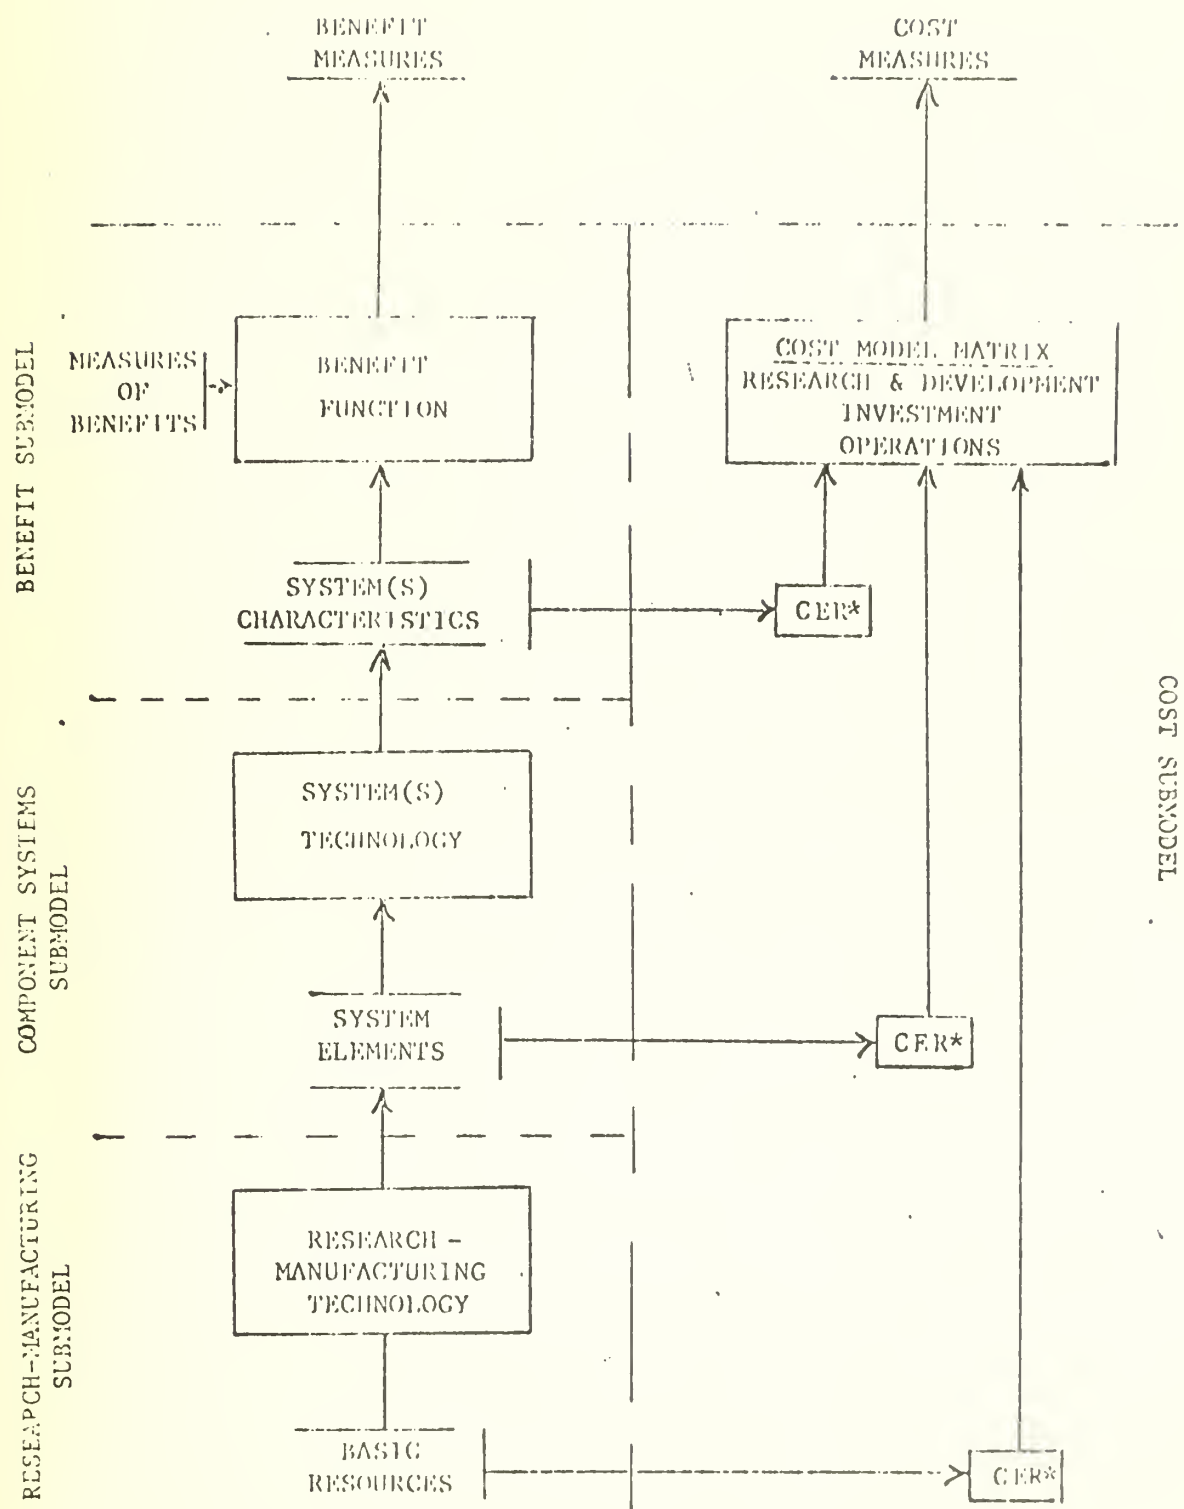 BENEFIT
MEASURES
COST
MEASURES
BENEFIT SUBMODEL
MEASURES
OF
BENEFITS
BENEFIT
FUNCTION
COST MODEL MATRIX
RESEARCH & DEVELOPMENT
INVESTMENT
OPERATIONS
SYSTEM(S)
CHARACTERISTICS
CER*
COST SUBMODEL
COMPONENT SYSTEMS
SUBMODEL
SYSTEM(S)
TECHNOLOGY
SYSTEM
ELEMENTS
CER*
RESEARCH-MANUFACTURING
SUBMODEL
RESEARCH -
MANUFACTURING
TECHNOLOGY
BASIC
RESOURCES
CER*